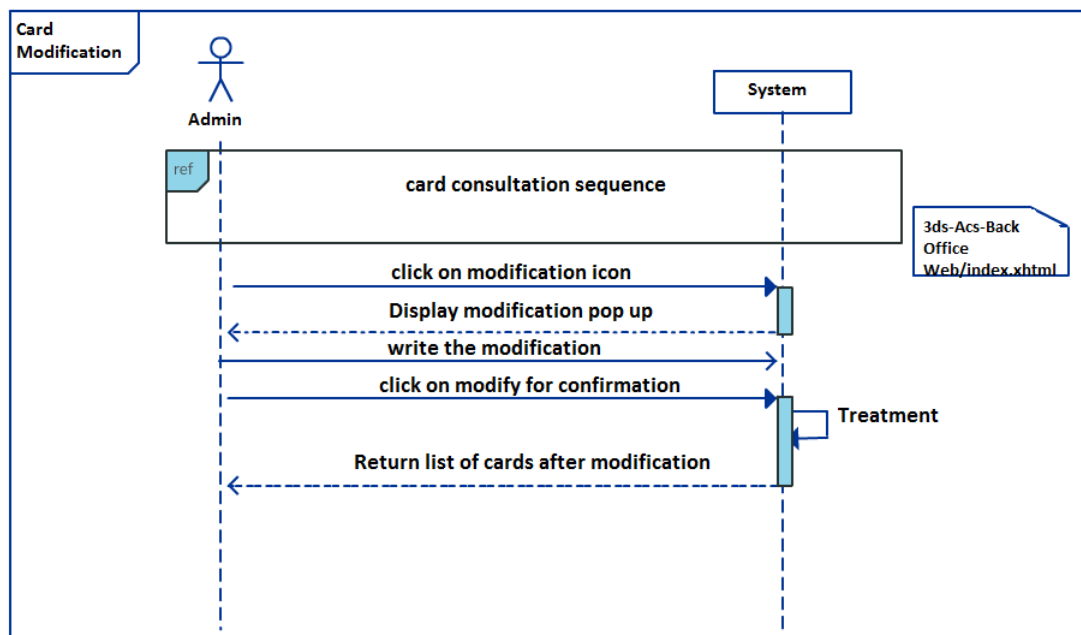 Card
Modification
Admin
System
ref
card consultation sequence
3ds-Acs-Back
Office
Web/index.xhtml
click on modification icon
Display modification pop up
write the modification
click on modify for confirmation
Treatment
Return list of cards after modification